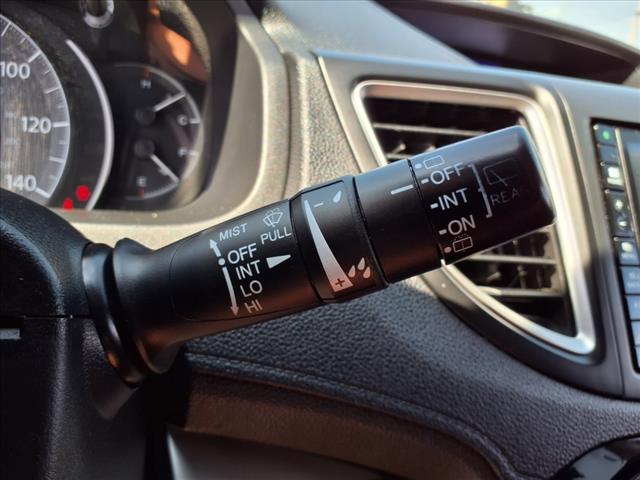 100
120
140
H
C
F
E
MIST
OFF
INT
LO
HI
PULL
− +
OFF
INT
ON
REAR